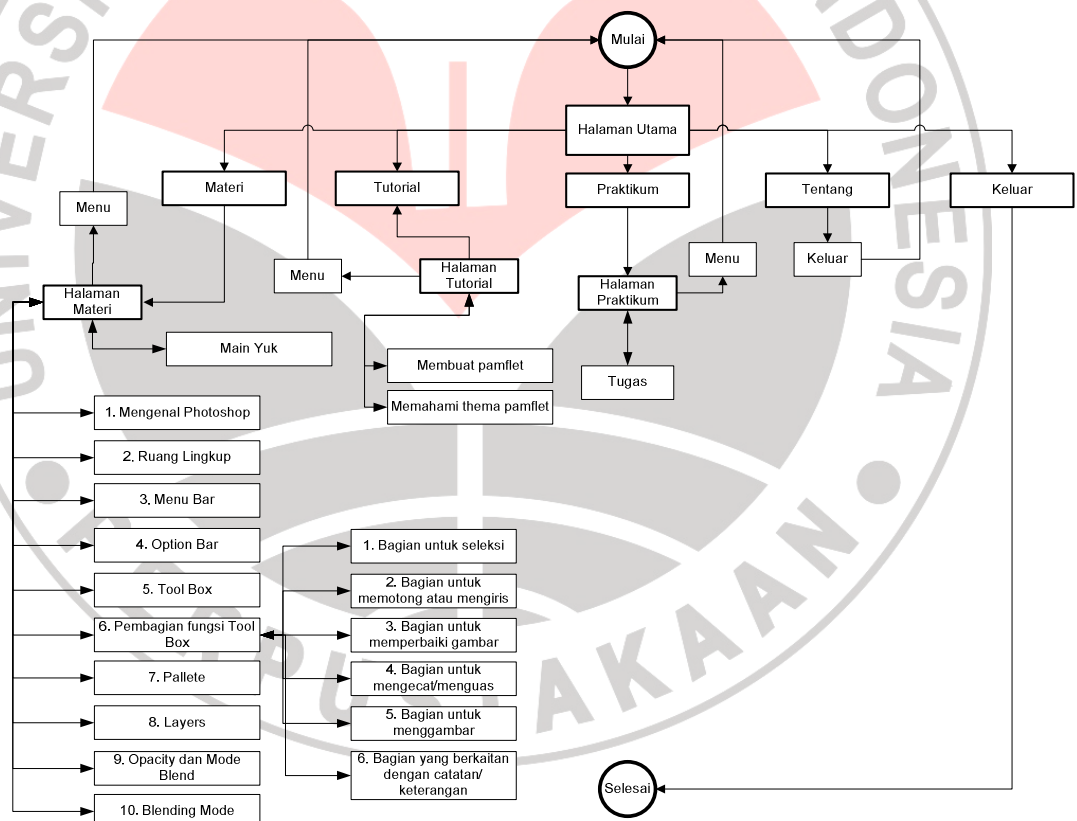 Mulai
Halaman Utama
Materi
Tutorial
Praktikum
Tentang
Keluar
Menu
Menu
Halaman
Tutorial
Menu
Keluar
Halaman
Materi
Halaman
Praktikum
Main Yuk
Membuat pamflet
Tugas
Memahami thema pamflet
1. Mengenal Photoshop
2. Ruang Lingkup
3. Menu Bar
4. Option Bar
5. Tool Box
6. Pembagian fungsi Tool
Box
7. Pallete
8. Layers
9. Opacity dan Mode
Blend
10. Blending Mode
1. Bagian untuk seleksi
2. Bagian untuk
memotong atau mengiris
3. Bagian untuk
memperbaiki gambar
4. Bagian untuk
mengecat/menguas
5. Bagian untuk
menggambar
6. Bagian yang berkaitan
dengan catatan/
keterangan
Selesai
PERPUSTAKAAN